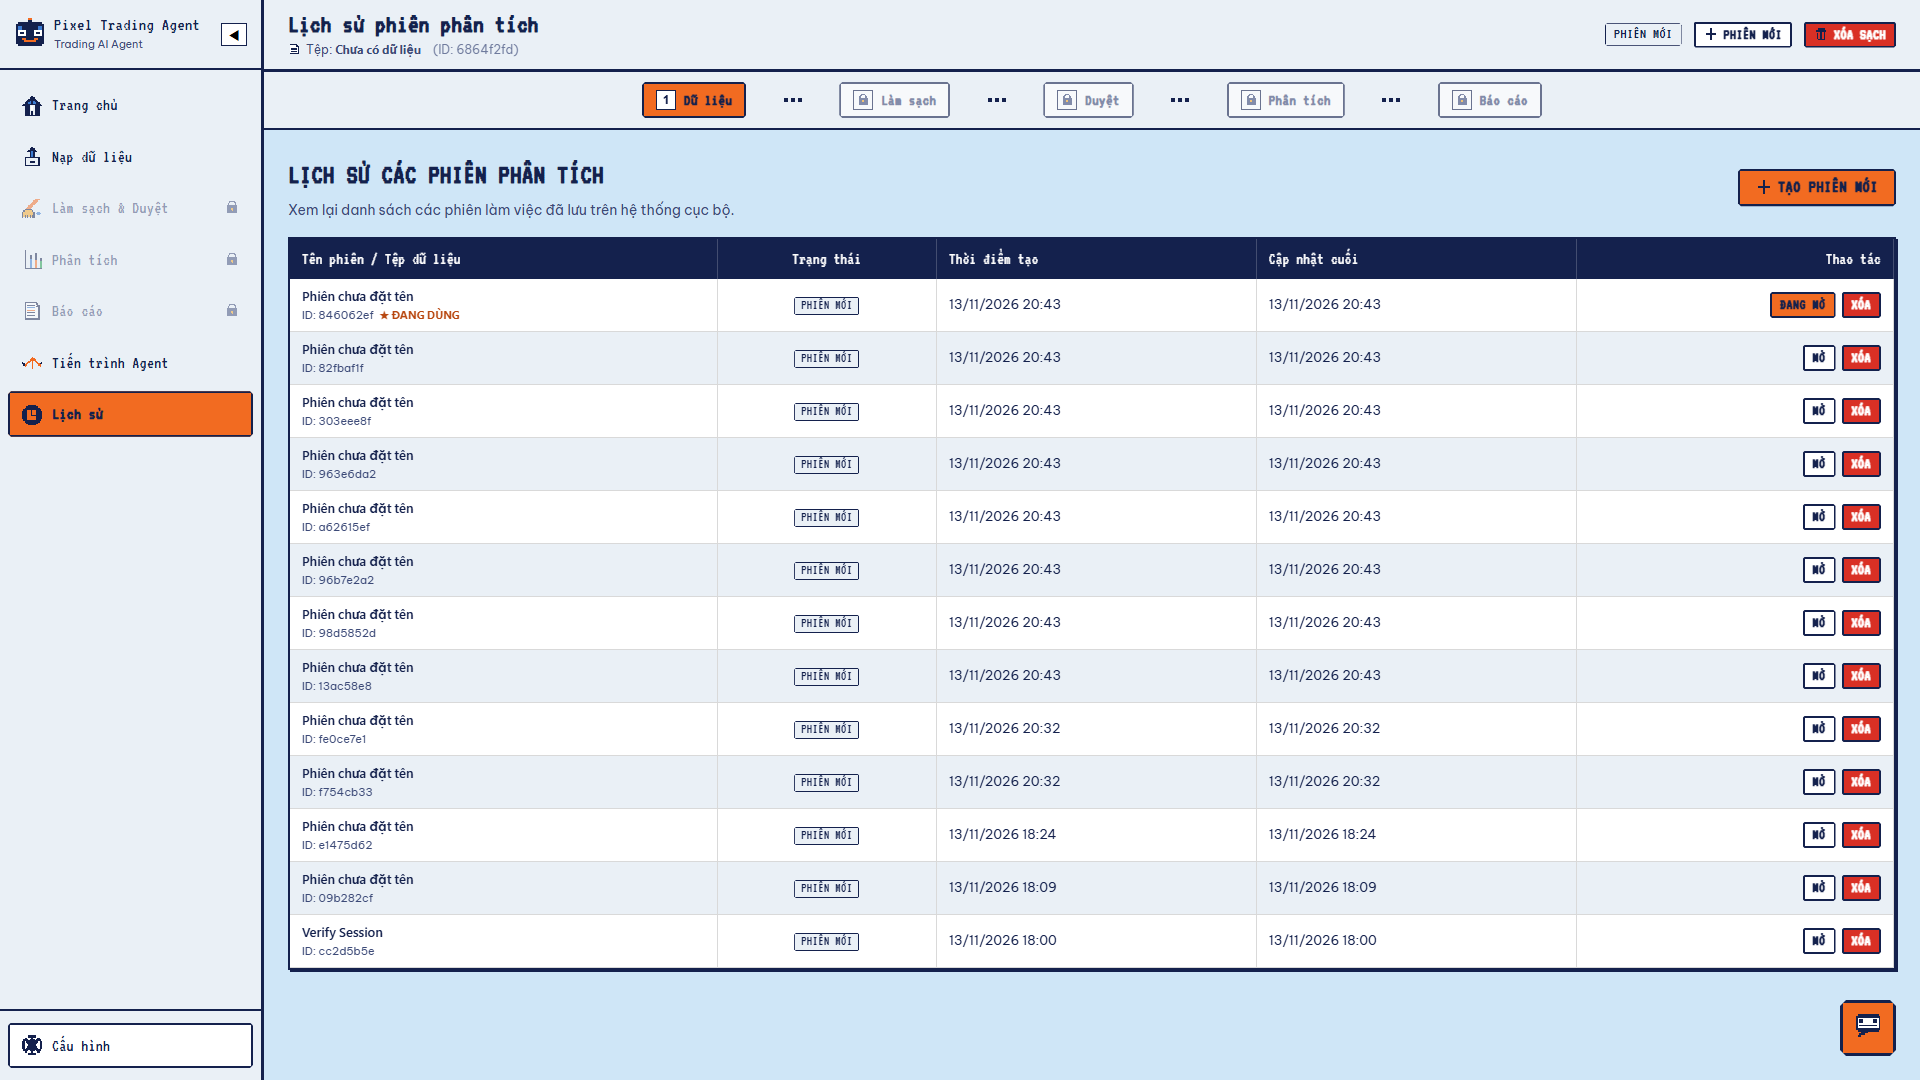 Pixel Trading Agent
Trading AI Agent
◀
Trang chủ
Nạp dữ liệu
Làm sạch & Duyệt
Phân tích
Báo cáo
Tiến trình Agent
Lịch sử
Cấu hình
Lịch sử phiên phân tích
Tệp: Chưa có dữ liệu (ID: 6864f2fd)
PHIÊN MỚI
+ PHIÊN MỚI
XÓA SẠCH
1 Dữ liệu
Làm sạch
Duyệt
Phân tích
Báo cáo
LỊCH SỬ CÁC PHIÊN PHÂN TÍCH
Xem lại danh sách các phiên làm việc đã lưu trên hệ thống cục bộ.
+ TẠO PHIÊN MỚI
Tên phiên / Tệp dữ liệu Trạng thái Thời điểm tạo Cập nhật cuối Thao tác
Phiên chưa đặt tên
ID: 846062ef ★ ĐANG DÙNG
PHIÊN MỚI 13/11/2026 20:43 13/11/2026 20:43 ĐANG MỞ XÓA
Phiên chưa đặt tên
ID: 82fbaf1f
PHIÊN MỚI 13/11/2026 20:43 13/11/2026 20:43 MỞ XÓA
Phiên chưa đặt tên
ID: 303eee8f
PHIÊN MỚI 13/11/2026 20:43 13/11/2026 20:43 MỞ XÓA
Phiên chưa đặt tên
ID: 963e6da2
PHIÊN MỚI 13/11/2026 20:43 13/11/2026 20:43 MỞ XÓA
Phiên chưa đặt tên
ID: a62615ef
PHIÊN MỚI 13/11/2026 20:43 13/11/2026 20:43 MỞ XÓA
Phiên chưa đặt tên
ID: 96b7e2a2
PHIÊN MỚI 13/11/2026 20:43 13/11/2026 20:43 MỞ XÓA
Phiên chưa đặt tên
ID: 98d5852d
PHIÊN MỚI 13/11/2026 20:43 13/11/2026 20:43 MỞ XÓA
Phiên chưa đặt tên
ID: 13ac58e8
PHIÊN MỚI 13/11/2026 20:43 13/11/2026 20:43 MỞ XÓA
Phiên chưa đặt tên
ID: fe0ce7e1
PHIÊN MỚI 13/11/2026 20:32 13/11/2026 20:32 MỞ XÓA
Phiên chưa đặt tên
ID: f754cb33
PHIÊN MỚI 13/11/2026 20:32 13/11/2026 20:32 MỞ XÓA
Phiên chưa đặt tên
ID: e1475d62
PHIÊN MỚI 13/11/2026 18:24 13/11/2026 18:24 MỞ XÓA
Phiên chưa đặt tên
ID: 09b282cf
PHIÊN MỚI 13/11/2026 18:09 13/11/2026 18:09 MỞ XÓA
Verify Session
ID: cc2d5b5e
PHIÊN MỚI 13/11/2026 18:00 13/11/2026 18:00 MỞ XÓA